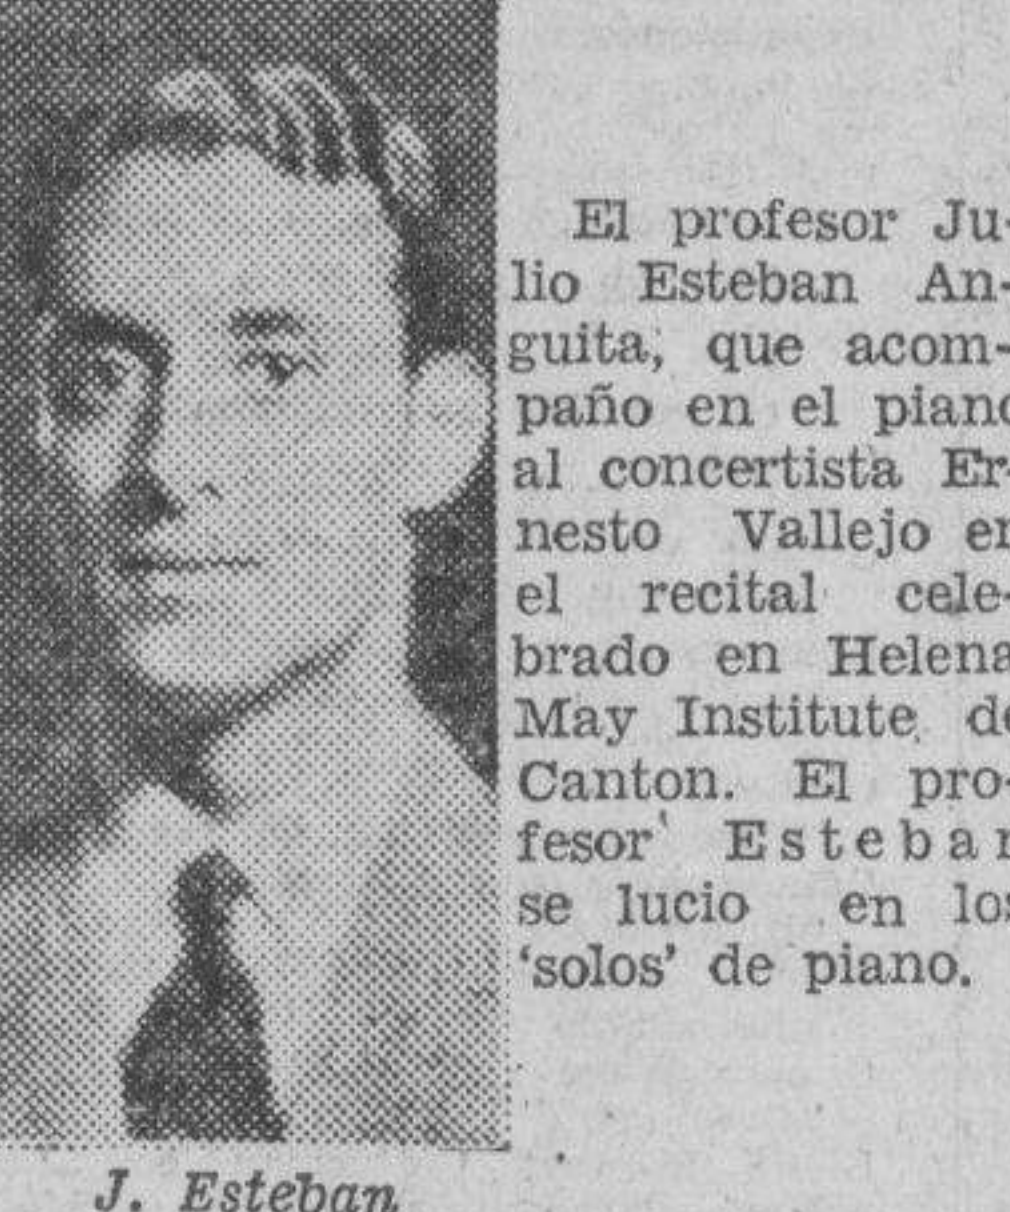 El profesor Ju-
lio Esteban An-
guita, que acom-
paño en el piano
al concertista Er-
nesto Vallejo en
el recital cele-
brado en Helena
May Institute de
Canton. El pro-
fesor Esteban
se lucio en los
'solos' de piano.
J. Esteban